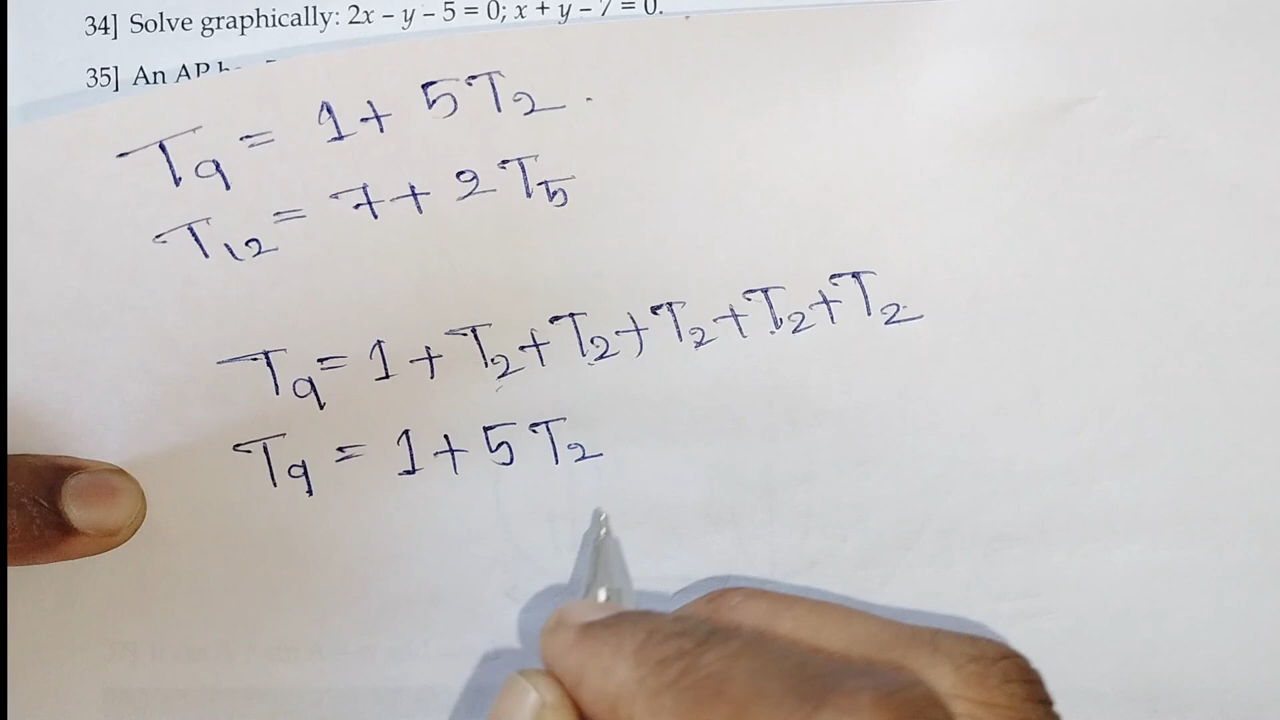 34] Solve graphically: 2x – y – 5 = 0; x + y – 7 = 0.
35] An AP
T₉ = 1 + 5T₂.
T₁₂ = 7 + 2T₅
T₉ = 1 + T₂ + T₂ + T₂ + T₂ + T₂
T₉ = 1 + 5T₂